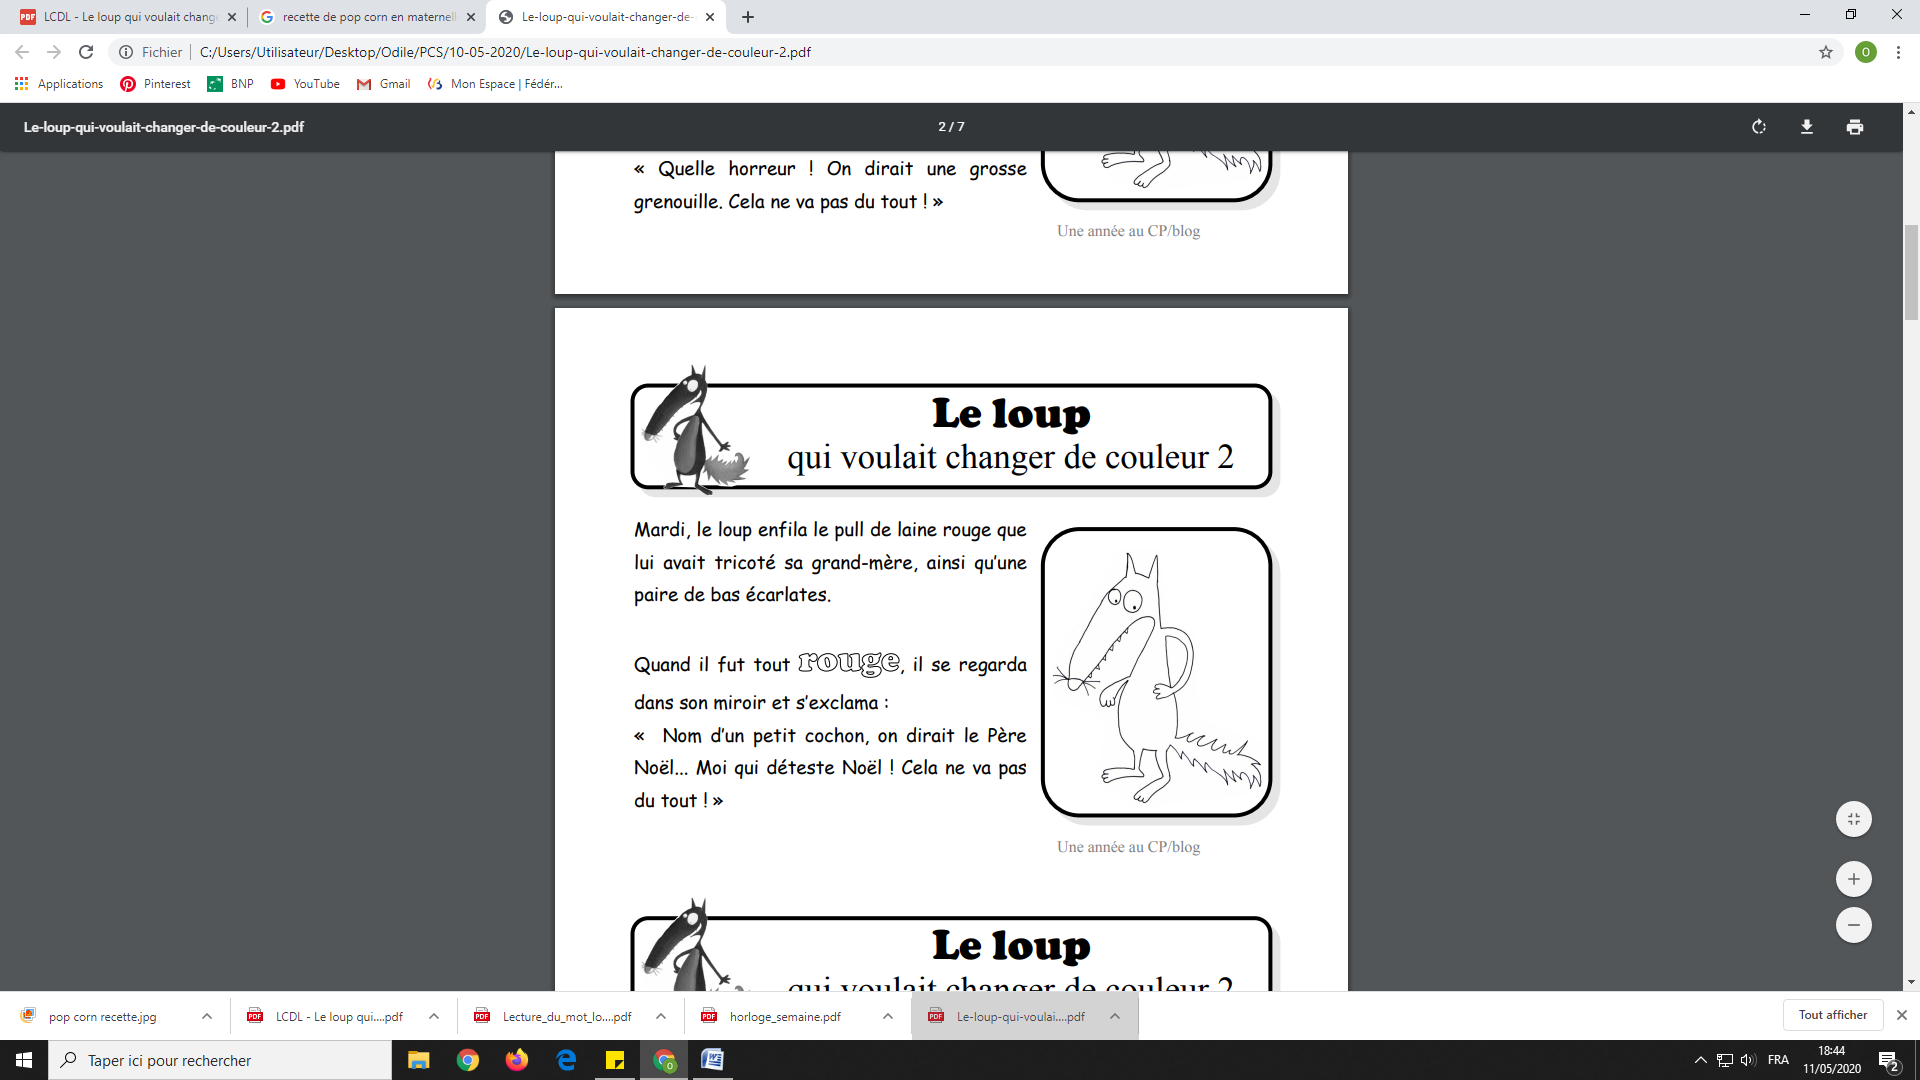 LCDL - Le loup qui voulait chang
recette de pop corn en maternell
Le-loup-qui-voulait-changer-de-
Fichier
C:/Users/Utilisateur/Desktop/Odile/PCS/10-05-2020/Le-loup-qui-voulait-changer-de-couleur-2.pdf
O
Applications
Pinterest
BNP
YouTube
Gmail
Mon Espace | Fédér...
Le-loup-qui-voulait-changer-de-couleur-2.pdf
2 / 7
« Quelle horreur ! On dirait une grosse
grenouille. Cela ne va pas du tout ! »
Une année au CP/blog
Le loup
qui voulait changer de couleur 2
Mardi, le loup enfila le pull de laine rouge que
lui avait tricoté sa grand-mère, ainsi qu'une
paire de bas écarlates.
Quand il fut tout rouge, il se regarda
dans son miroir et s'exclama :
« Nom d'un petit cochon, on dirait le Père
Noël... Moi qui déteste Noël ! Cela ne va pas
du tout ! »
Une année au CP/blog
Le loup
qui voulait changer de couleur 2
pop corn recette.jpg
LCDL - Le loup qui....pdf
Lecture_du_mot_lo....pdf
horloge_semaine.pdf
Le-loup-qui-voulai....pdf
Tout afficher
Taper ici pour rechercher
FRA
18:44
11/05/2020
2